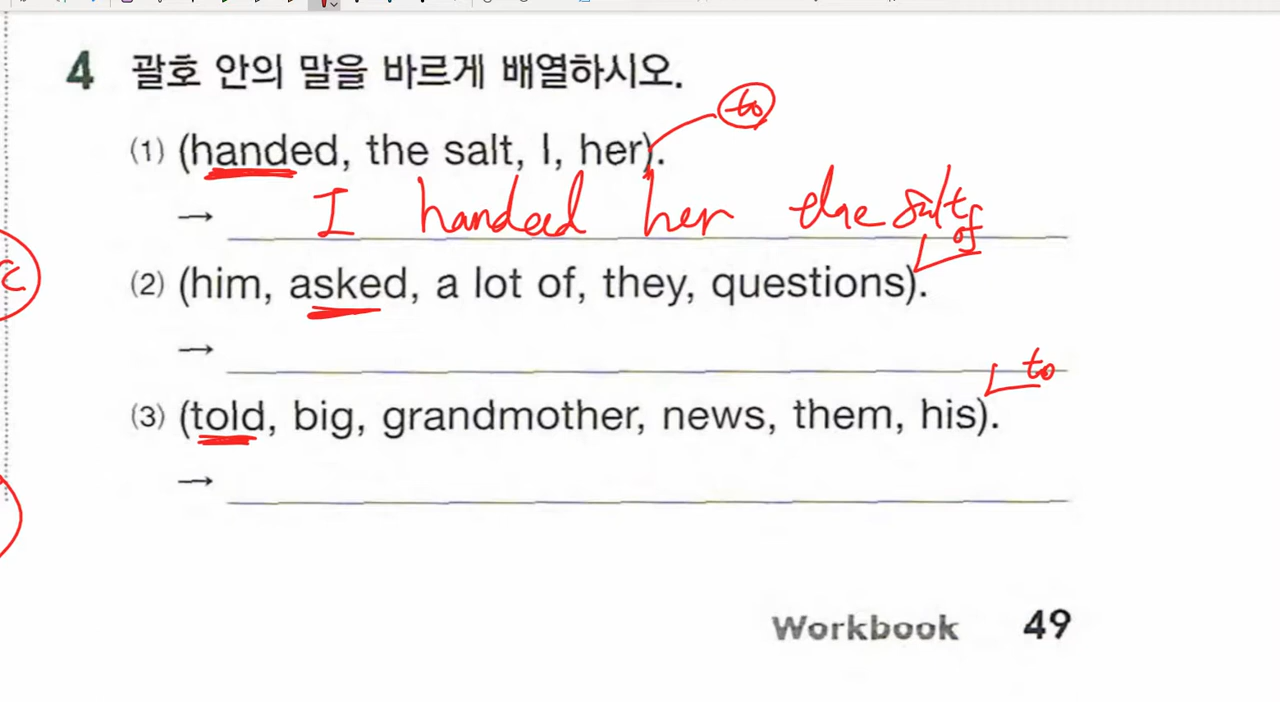 4 괄호 안의 말을 바르게 배열하시오.
to
(1) (handed, the salt, I, her).
→ I handed her the salt
of
(2) (him, asked, a lot of, they, questions).
→
to
(3) (told, big, grandmother, news, them, his).
→
Workbook 49